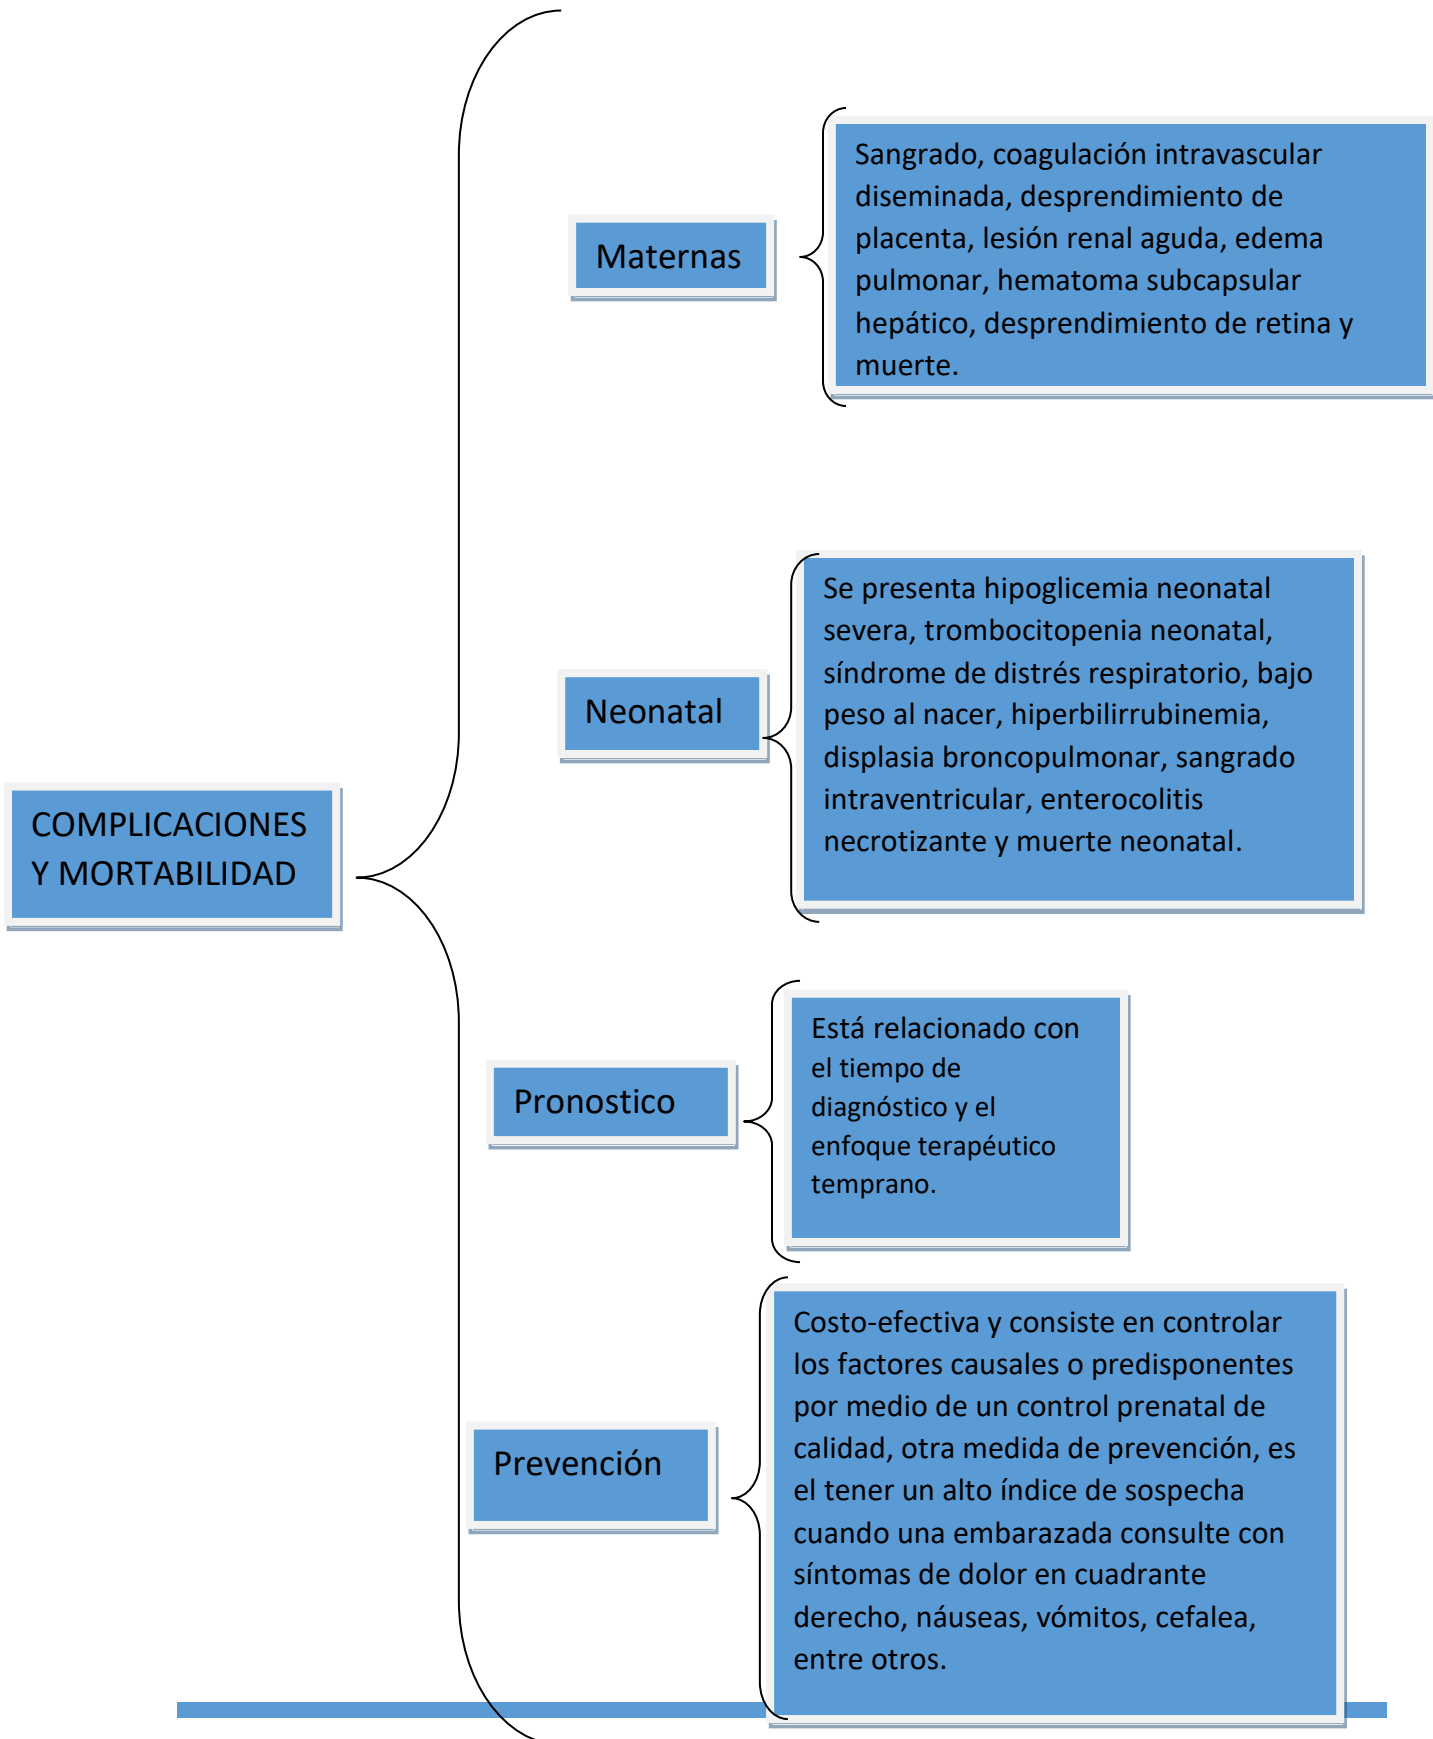 COMPLICACIONES
Y MORTABILIDAD
Maternas
Sangrado, coagulación intravascular
diseminada, desprendimiento de
placenta, lesión renal aguda, edema
pulmonar, hematoma subcapsular
hepático, desprendimiento de retina y
muerte.
Neonatal
Se presenta hipoglicemia neonatal
severa, trombocitopenia neonatal,
síndrome de distrés respiratorio, bajo
peso al nacer, hiperbilirrubinemia,
displasia broncopulmonar, sangrado
intraventricular, enterocolitis
necrotizante y muerte neonatal.
Pronostico
Está relacionado con
el tiempo de
diagnóstico y el
enfoque terapéutico
temprano.
Prevención
Costo-efectiva y consiste en controlar
los factores causales o predisponentes
por medio de un control prenatal de
calidad, otra medida de prevención, es
el tener un alto índice de sospecha
cuando una embarazada consulte con
síntomas de dolor en cuadrante
derecho, náuseas, vómitos, cefalea,
entre otros.